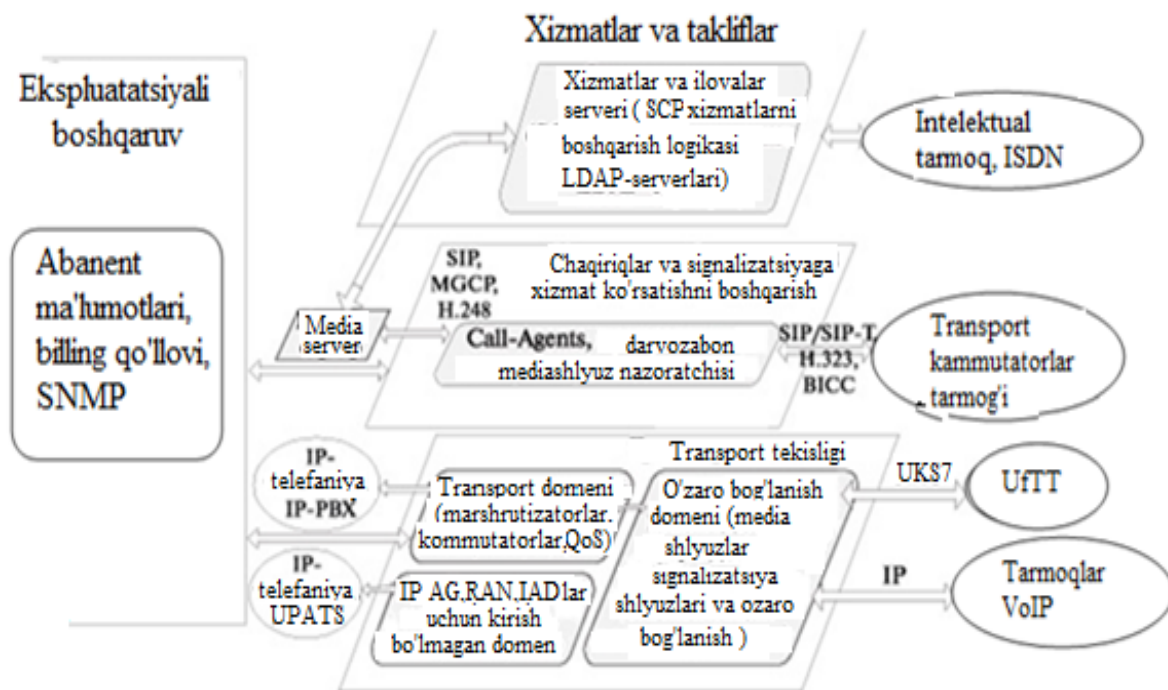 Xizmatlar va takliflar
Ekspluatatsiyali
boshqaruv
Xizmatlar va ilovalar
serveri ( SCP xizmatlarni
boshqarish logikasi
LDAP-serverlari)
Intelektual
tarmoq, ISDN
Abanent
ma'lumotlari,
billing qo'llovi,
SNMP
SIP,
MGCP,
H.248
Chaqiriqlar va signalizatsiyaga
xizmat ko'rsatishni boshqarish
Media
server
Call-Agents, darvozabon
mediashlyuz nazoratchisi
SIP/SIP-T,
H.323,
BICC
Transport
kammutatorlar
tarmog'i
Transport tekisligi
IP-
telefaniya
IP-PBX
Transport domeni
(marshrutizatorlar,
kommutatorlar,QoS)
O'zaro bog'lanish
domeni (media
shlyuzlar
signalizatsiya
shlyuzlari va ozaro
bog'lanish )
UKS7
UfTT
IP-
telefaniya
UPATS
IP AG,RAN,IADlar
uchun kirish
bo'lmagan domen
IP
Tarmoqlar
VoIP